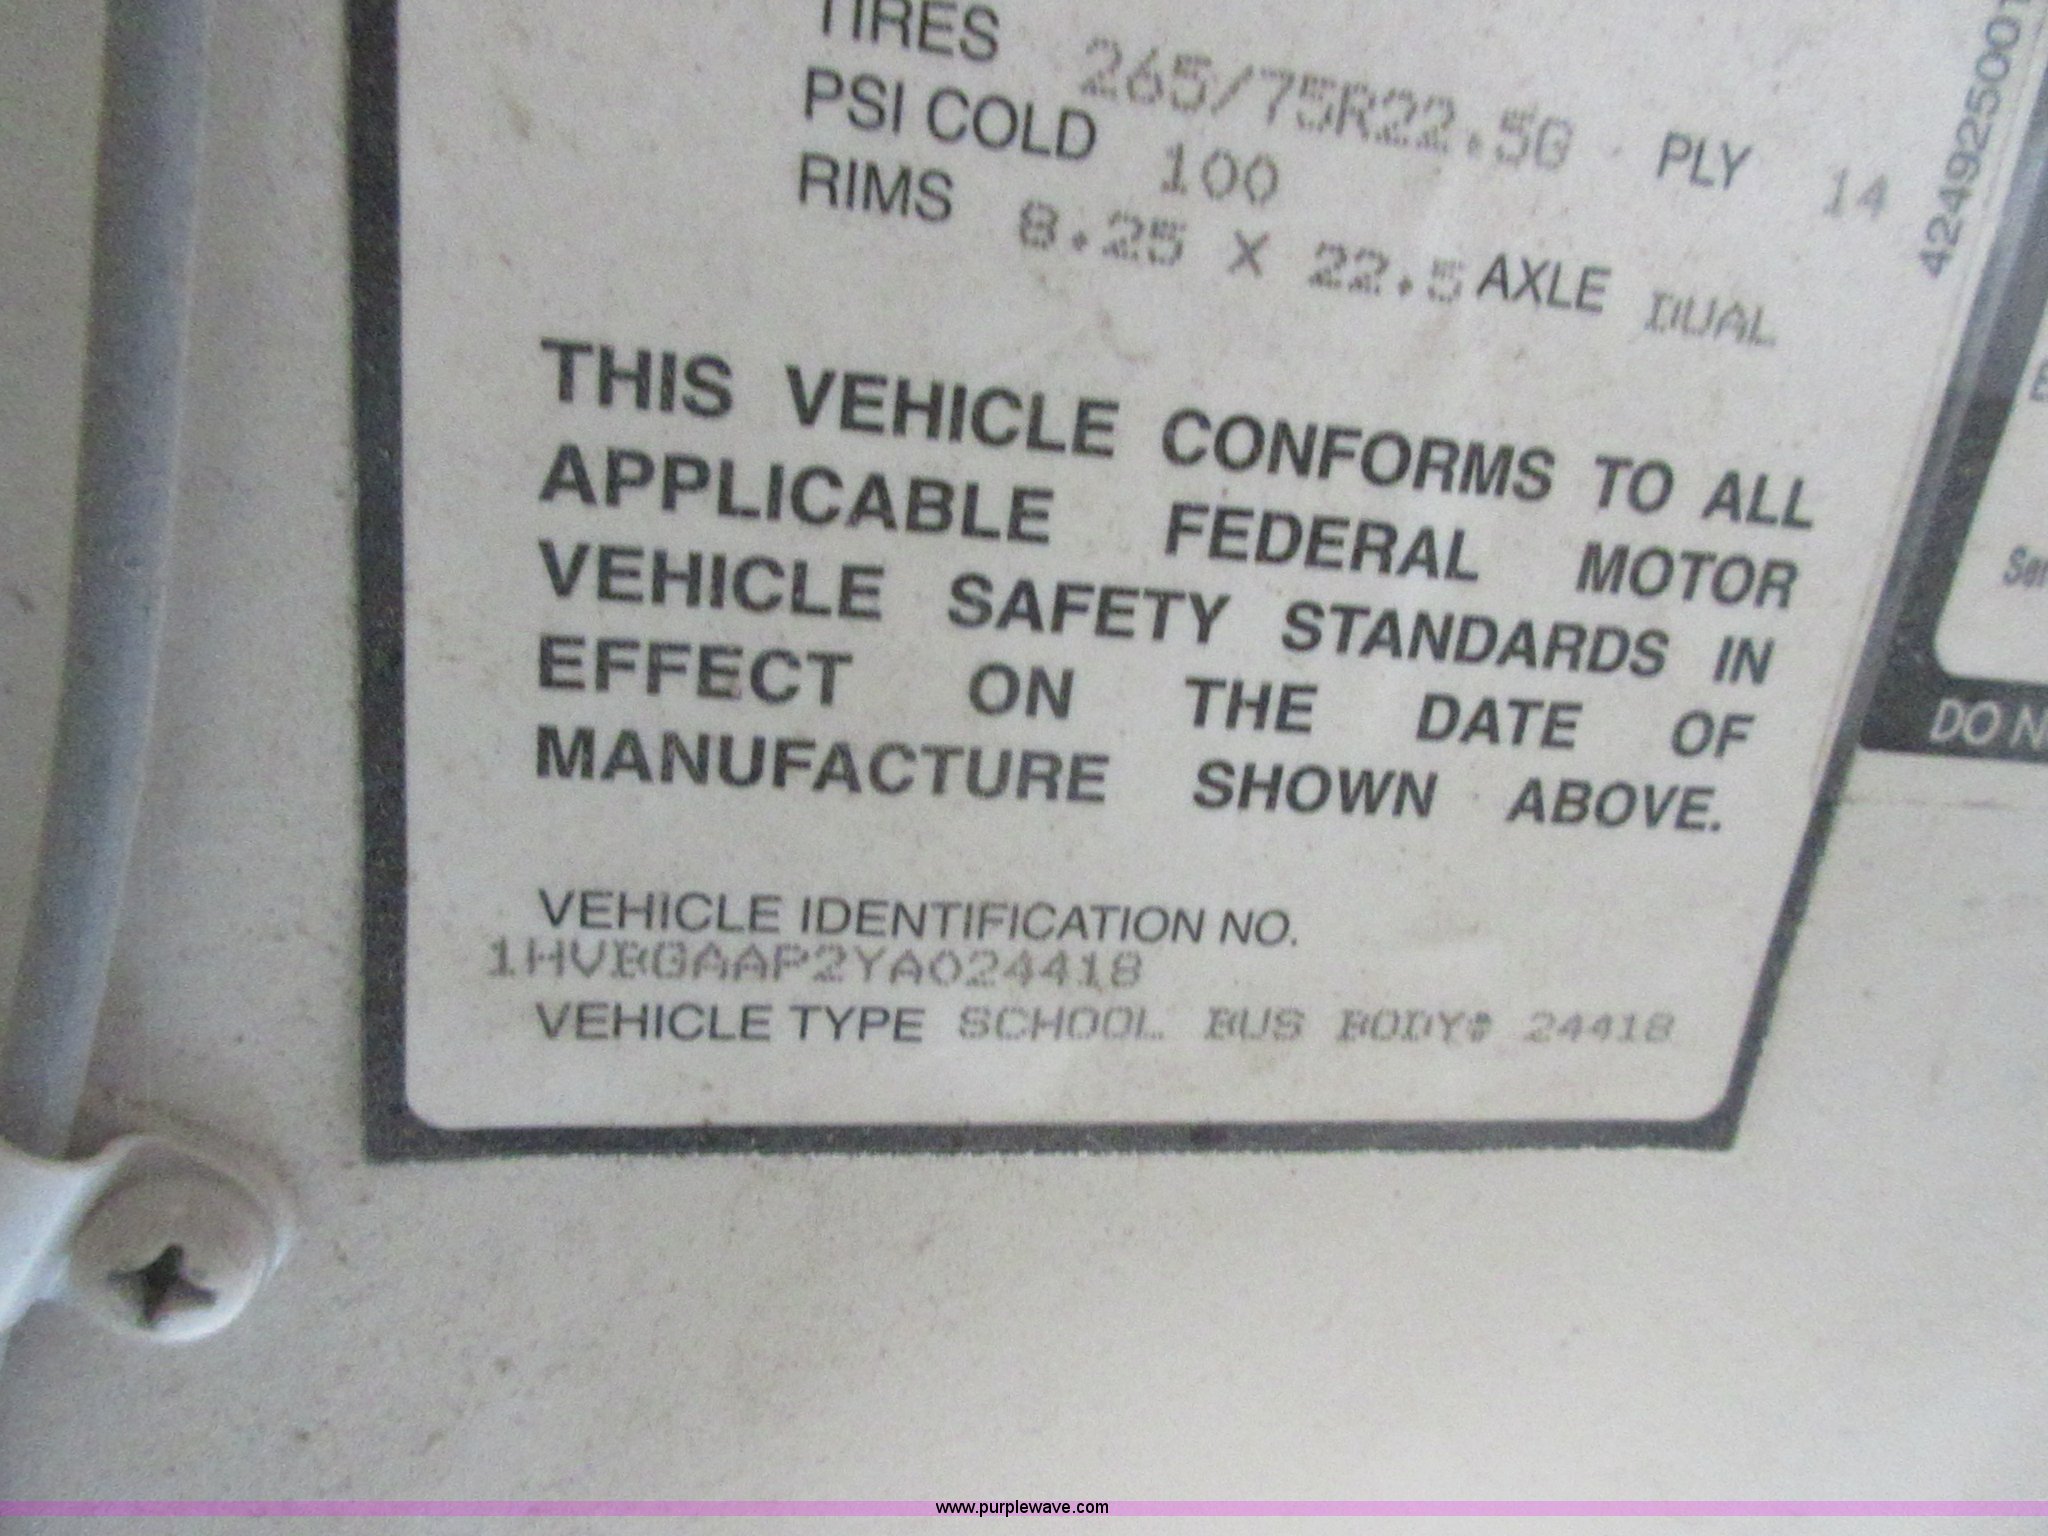 TIRES 265/75R22.5G PLY 14
PSI COLD 100
RIMS 8.25 X 22.5 AXLE DUAL
THIS VEHICLE CONFORMS TO ALL
APPLICABLE FEDERAL MOTOR
VEHICLE SAFETY STANDARDS IN
EFFECT ON THE DATE OF
MANUFACTURE SHOWN ABOVE.
VEHICLE IDENTIFICATION NO.
1HVBGAAP2YA024418
VEHICLE TYPE SCHOOL BUS BODY# 24418
DO N
www.purplewave.com